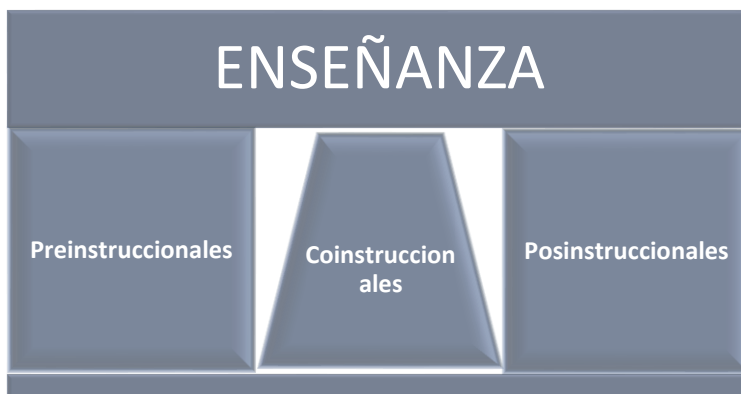 ENSEÑANZA
Preinstruccionales
Coinstruccion
ales
Posinstruccionales